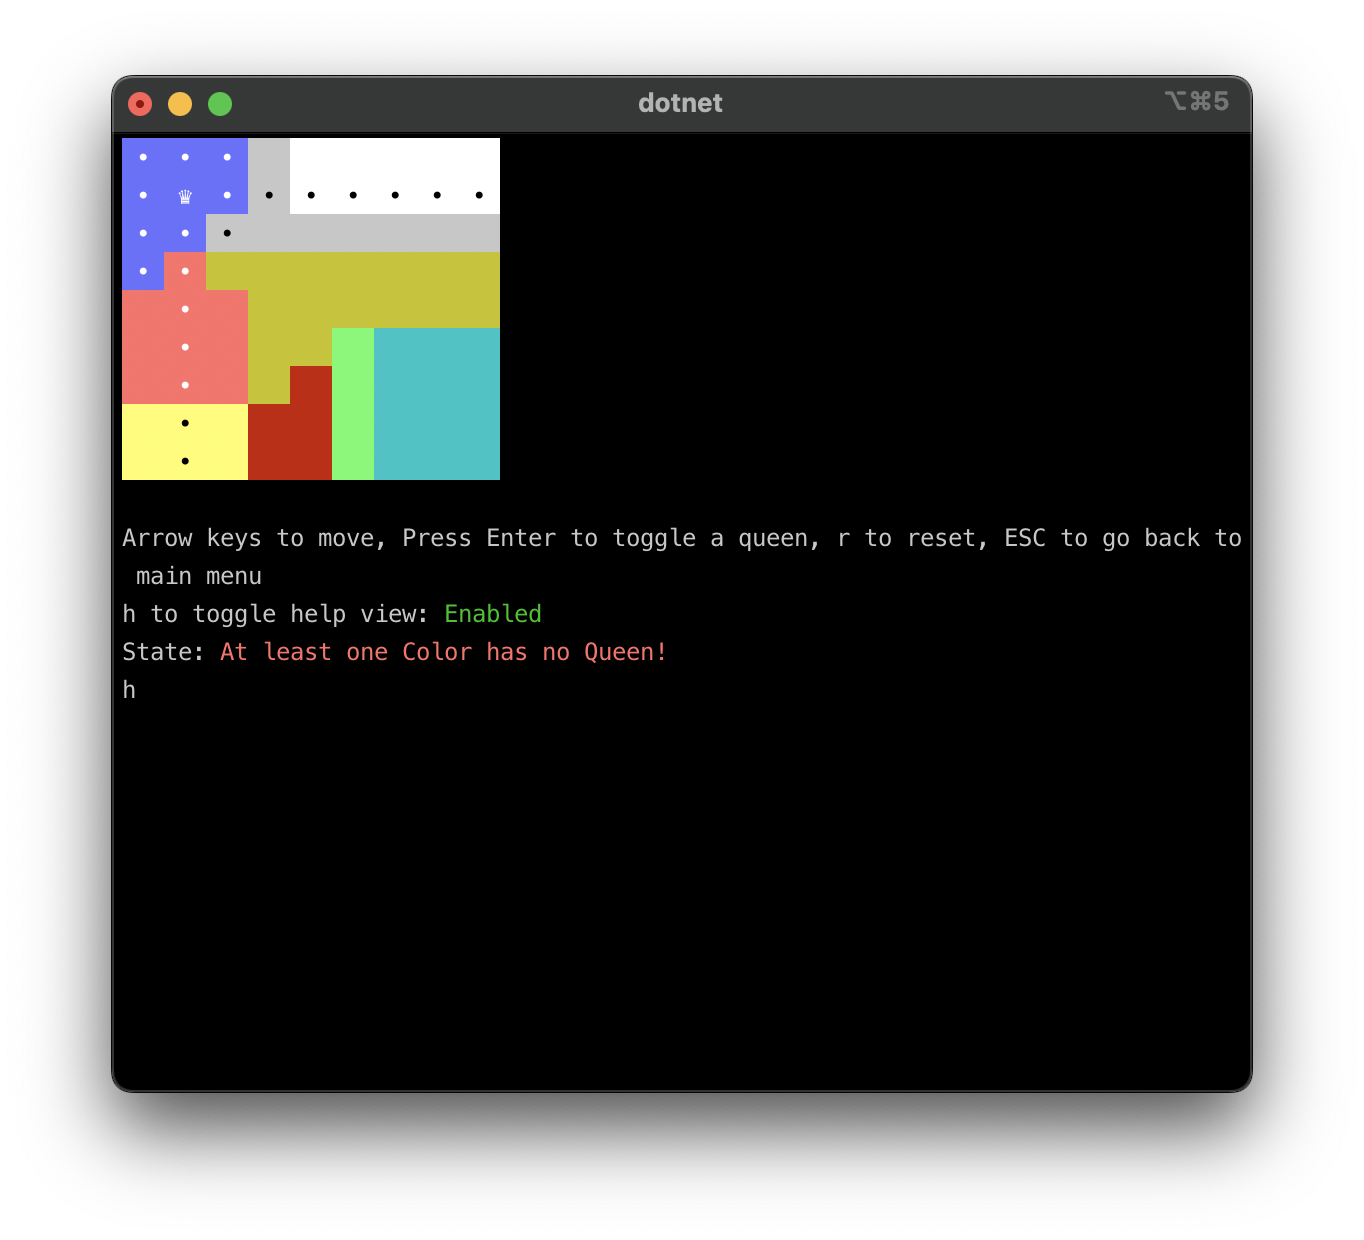 dotnet
⌥⌘5
♛
Arrow keys to move, Press Enter to toggle a queen, r to reset, ESC to go back to
main menu
h to toggle help view: Enabled
State: At least one Color has no Queen!
h